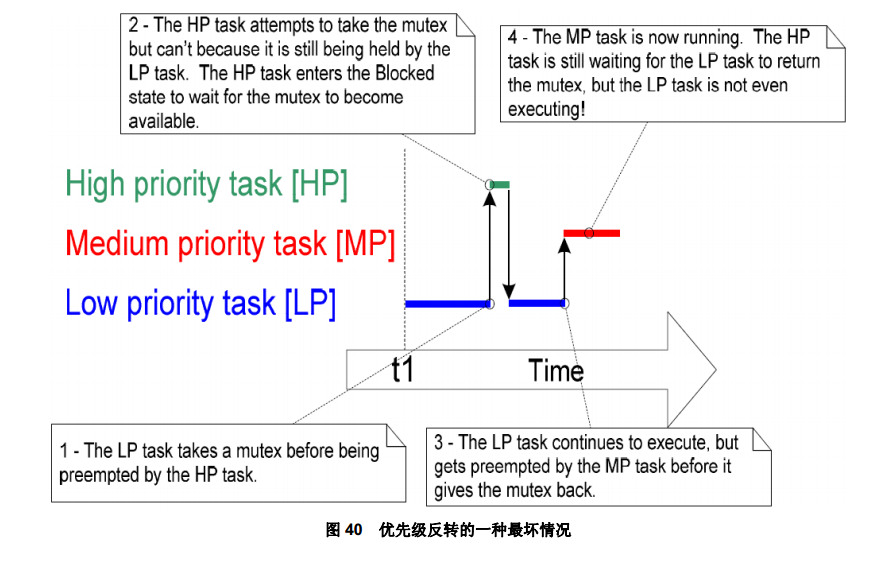 2 - The HP task attempts to take the mutex
but can't because it is still being held by the
LP task.  The HP task enters the Blocked
state to wait for the mutex to become
available.
4 - The MP task is now running.  The HP
task is still waiting for the LP task to return
the mutex, but the LP task is not even
executing!
High priority task [HP]
Medium priority task [MP]
Low priority task [LP]
t1
Time
1 - The LP task takes a mutex before being
preempted by the HP task.
3 - The LP task continues to execute, but
gets preempted by the MP task before it
gives the mutex back.
图 40 优先级反转的一种最坏情况